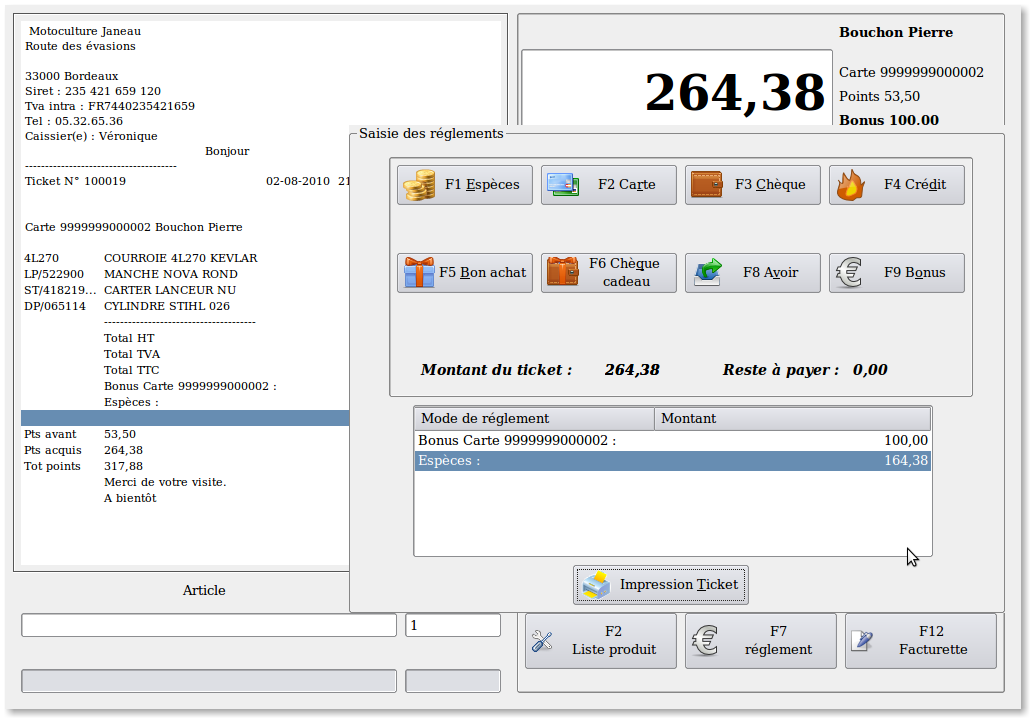 Motoculture Janeau
Route des évasions
33000 Bordeaux
Siret : 235 421 659 120
Tva intra : FR7440235421659
Tel : 05.32.65.36
Caissier(e) : Véronique
Bonjour
--------------------------------------
Ticket N° 100019 02-08-2010 21
Carte 9999999000002 Bouchon Pierre
4L270 COURROIE 4L270 KEVLAR
LP/522900 MANCHE NOVA ROND
ST/418219... CARTER LANCEUR NU
DP/065114 CYLINDRE STIHL 026
--------------------------------------
Total HT
Total TVA
Total TTC
Bonus Carte 9999999000002 :
Espèces :
Pts avant 53,50
Pts acquis 264,38
Tot points 317,88
Merci de votre visite.
A bientôt
Article
1
264,38
Bouchon Pierre
Carte 9999999000002
Points 53,50
Bonus 100,00
Saisie des réglements
F1 Espèces
F2 Carte
F3 Chèque
F4 Crédit
F5 Bon achat
F6 Chèque
cadeau
F8 Avoir
F9 Bonus
Montant du ticket : 264,38 Reste à payer : 0,00
Mode de réglement Montant
Bonus Carte 9999999000002 : 100,00
Espèces : 164,38
Impression Ticket
F2
Liste produit
F7
réglement
F12
Facturette